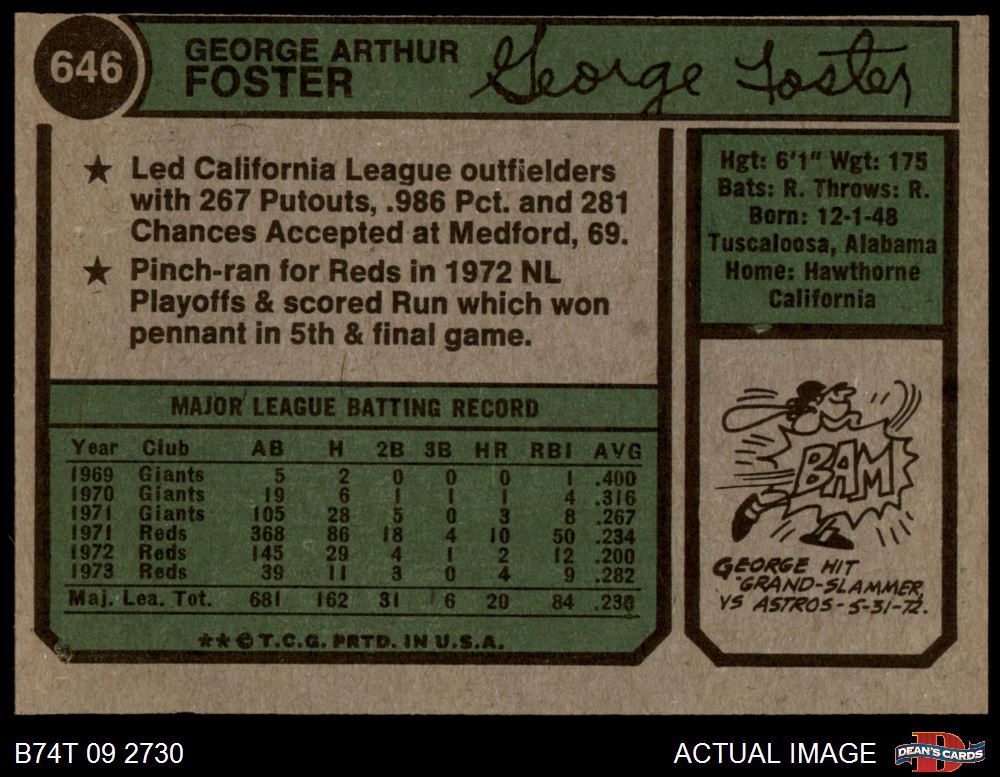 646
GEORGE ARTHUR
FOSTER
George Foster
★ Led California League outfielders
with 267 Putouts, .986 Pct. and 281
Chances Accepted at Medford, 69.
★ Pinch-ran for Reds in 1972 NL
Playoffs & scored Run which won
pennant in 5th & final game.
Hgt: 6'1" Wgt: 175
Bats: R. Throws: R.
Born: 12-1-48
Tuscaloosa, Alabama
Home: Hawthorne
California
MAJOR LEAGUE BATTING RECORD
Year Club AB H 2B 3B HR RBI AVG
1969 Giants 5 2 0 0 0 1 .400
1970 Giants 19 6 1 1 1 4 .316
1971 Giants 105 28 5 0 3 8 .267
1971 Reds 368 86 18 4 10 50 .234
1972 Reds 145 29 4 1 2 12 .200
1973 Reds 39 11 3 0 4 9 .282
Maj. Lea. Tot. 681 162 31 6 20 84 .238
**© T.C.G. PRTD. IN U.S.A.
BAM
GEORGE HIT
GRAND-SLAMMER,
VS ASTROS - 5-31-72.
B74T 09 2730
ACTUAL IMAGE
D
DEAN'S CARDS